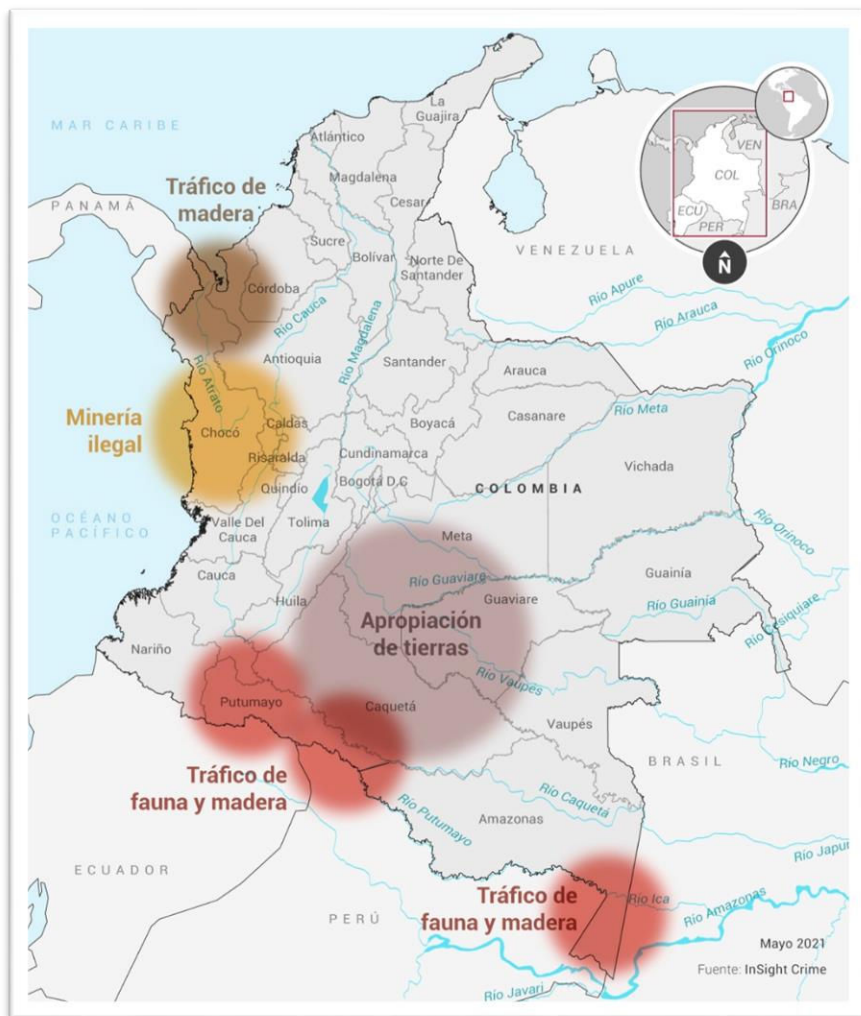 La
Guajira
MAR CARIBE
Atlántico
Magdalena
Tráfico de
madera
Cesar
PANAMÁ
VEN
COL
ECU
PER
BRA
N
Sucre
Bolívar
Norte De
Santander
VENEZUELA
Córdoba
Río Cauca
Río Magdalena
Río Apure
Río Arauca
Río Orinoco
Antioquia
Santander
Río Atrato
Arauca
Minería
ilegal
Chocó
Caldas
Boyacá
Casanare
Río Meta
Risaralda
Cundinamarca
Vichada
Quindío
Bogotá D.C
COLOMBIA
OCÉANO
PACÍFICO
Valle Del
Cauca
Tolima
Meta
Río Orinoco
Cauca
Río Guaviare
Guainía
Huila
Guaviare
Río Guainía
Río Casiquiare
Apropiación
de tierras
Nariño
Río Vaupés
Putumayo
Caquetá
Vaupés
BRASIL
Río Negro
Tráfico de
fauna y madera
Río Caquetá
Río Putumayo
Amazonas
ECUADOR
Río Japur
Tráfico de
fauna y madera
Río Ica
Río Amazonas
PERÚ
Mayo 2021
Fuente: InSight Crime
Río Javari